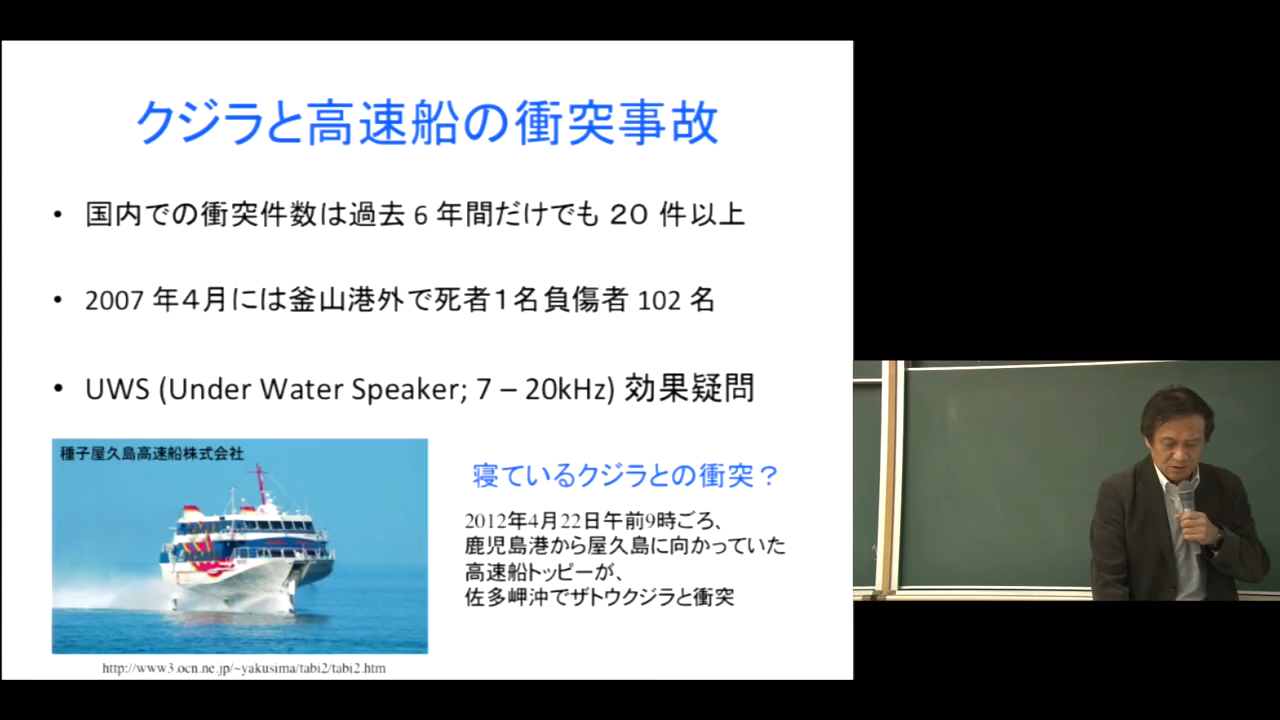 クジラと高速船の衝突事故
• 国内での衝突件数は過去 6 年間だけでも 20 件以上
• 2007 年4月には釜山港外で死者1名負傷者 102 名
• UWS (Under Water Speaker; 7 – 20kHz) 効果疑問
種子屋久島高速船株式会社
寝ているクジラとの衝突？
2012年4月22日午前9時ごろ、
鹿児島港から屋久島に向かっていた
高速船トッピーが、
佐多岬沖でザトウクジラと衝突
http://www3.ocn.ne.jp/~yakusima/tabi2/tabi2.htm